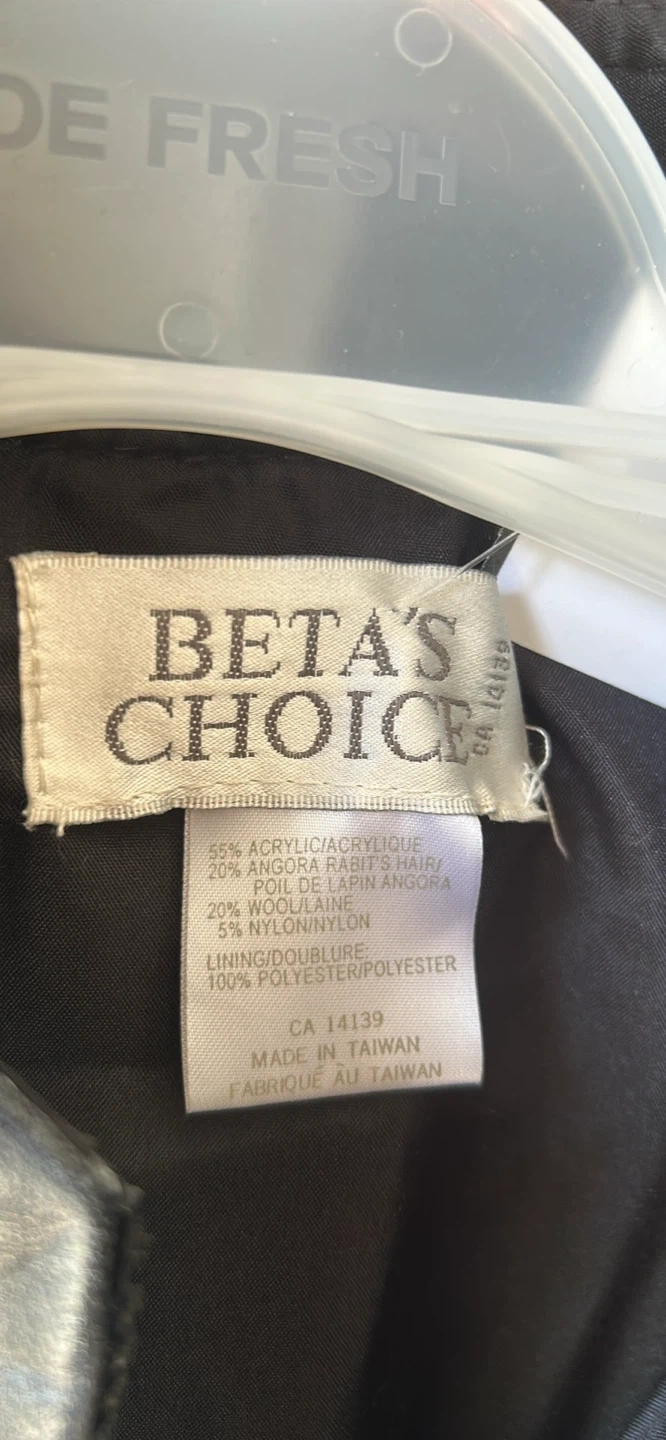 OE FRESH
BETA'S
CHOICE
CA 14139
55% ACRYLIC/ACRYLIQUE
20% ANGORA RABIT'S HAIR/
POIL DE LAPIN ANGORA
20% WOOL/LAINE
5% NYLON/NYLON
LINING/DOUBLURE:
100% POLYESTER/POLYESTER
CA 14139
MADE IN TAIWAN
FABRIQUÉ AU TAIWAN